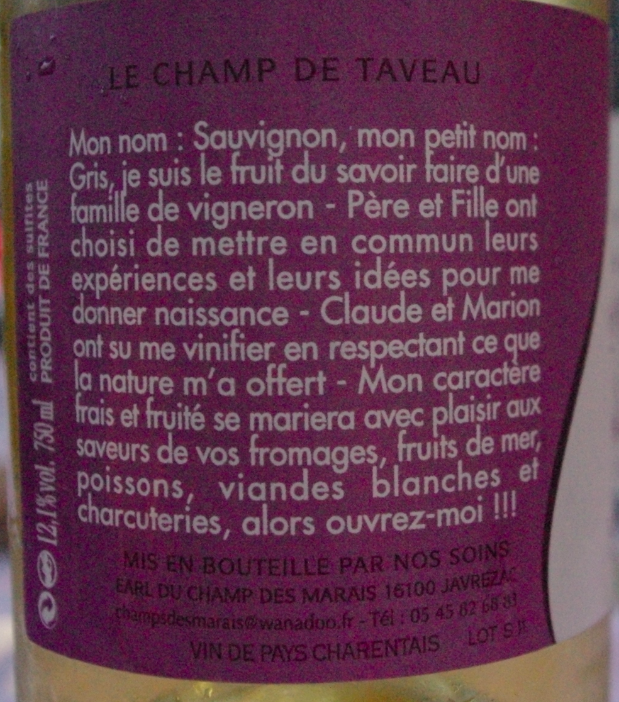 LE CHAMP DE TAVEAU
Mon nom : Sauvignon, mon petit nom :
Gris, je suis le fruit du savoir faire d'une
famille de vigneron - Père et Fille ont
choisi de mettre en commun leurs
expériences et leurs idées pour me
donner naissance - Claude et Marion
ont su me vinifier en respectant ce que
la nature m'a offert - Mon caractère
frais et fruité se mariera avec plaisir aux
saveurs de vos fromages, fruits de mer,
poissons, viandes blanches et
charcuteries, alors ouvrez-moi !!!
MIS EN BOUTEILLE PAR NOS SOINS
EARL DU CHAMP DES MARAIS 16100 JAVREZAC
champsdesmarais@wanadoo.fr - Tél : 05 45 82 68 81
VIN DE PAYS CHARENTAIS LOT
contient des sulfites
PRODUIT DE FRANCE
12,1%vol. 750 ml